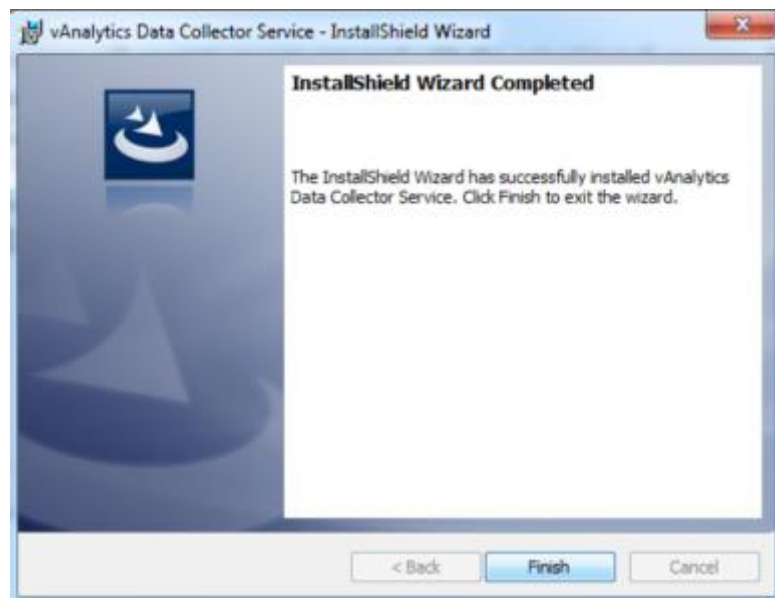 vAnalytics Data Collector Service - InstallShield Wizard
InstallShield Wizard Completed
The InstallShield Wizard has successfully installed vAnalytics
Data Collector Service. Click Finish to exit the wizard.
< Back
Finish
Cancel